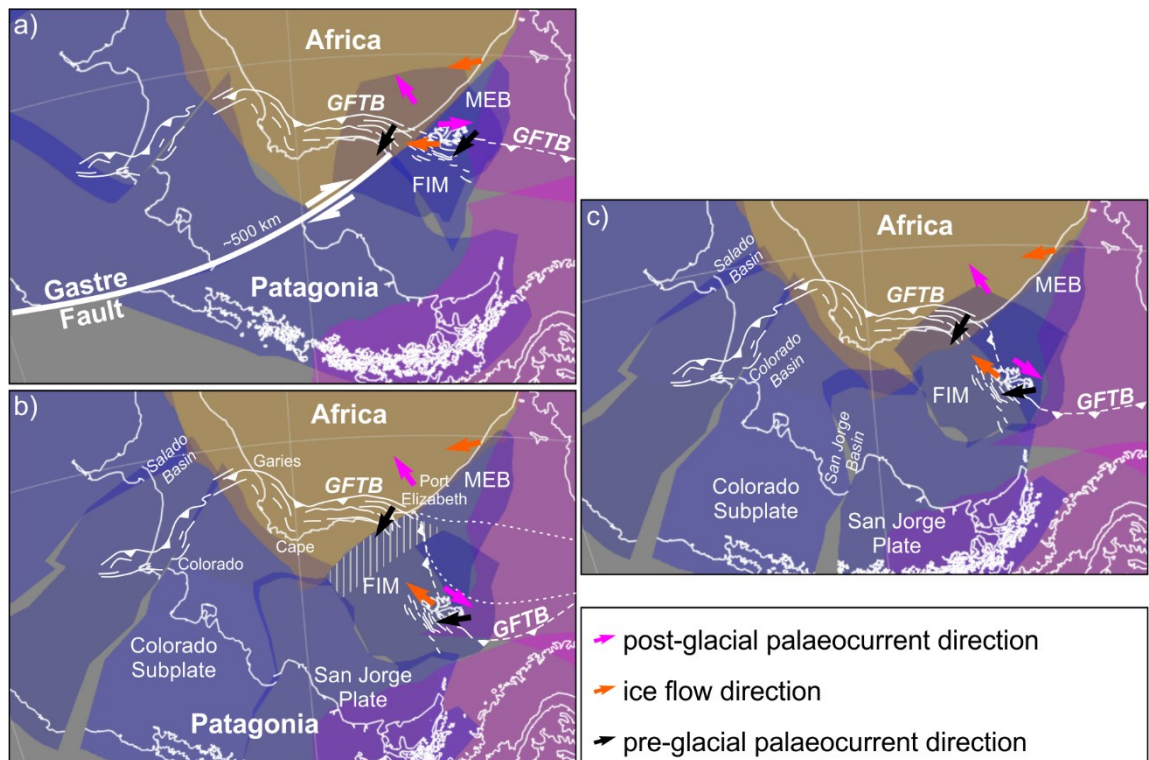 a)
Africa
GFTB
MEB
GFTB
FIM
~500 km
Gastre
Fault
Patagonia
b)
Africa
Salado
Basin
Garies
GFTB
Port
Elizabeth
MEB
Cape
Colorado
FIM
GFTB
Colorado
Subplate
San Jorge
Plate
Patagonia
c)
Africa
Salado
Basin
MEB
GFTB
Colorado
Basin
FIM
GFTB
San Jorge
Basin
Colorado
Subplate
San Jorge
Plate
post-glacial palaeocurrent direction
ice flow direction
pre-glacial palaeocurrent direction